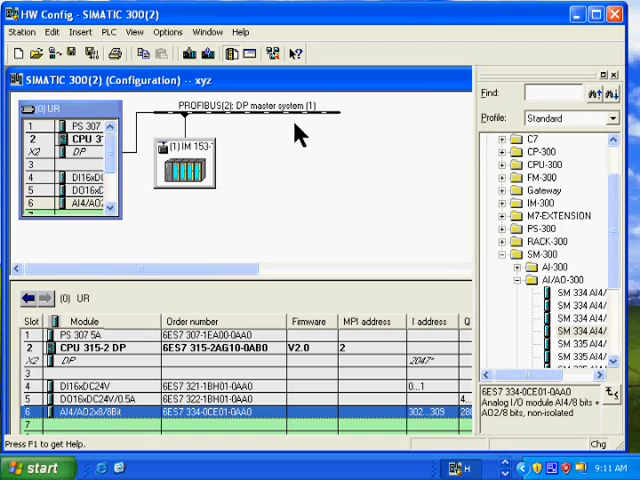 HW Config - SIMATIC 300(2)
Station Edit Insert PLC View Options Window Help
SIMATIC 300(2) (Configuration) -- xyz
(0) UR
1 PS 307
2 CPU 3
X2 DP
3
4 DI16xD
5 DO16xD
6 AI4/AO
7
PROFIBUS(2): DP master system (1)
(1) IM 153-
Find:
Profile: Standard
C7
CP-300
CPU-300
FM-300
Gateway
IM-300
M7-EXTENSION
PS-300
RACK-300
SM-300
AI-300
AI/AO-300
SM 334 AI4/
SM 334 AI4/
SM 334 AI4/
SM 334 AI4/
SM 335 AI4/
SM 335 AI4/
6ES7 334-0CE01-0AA0
Analog I/O module AI4/8 bits +
AO2/8 bits, non-isolated
(0) UR
Slot Module Order number Firmware MPI address I address Q
1 PS 307 5A 6ES7 307-1EA00-0AA0
2 CPU 315-2 DP 6ES7 315-2AG10-0AB0 V2.0 2
X2 DP 2047*
3
4 DI16xDC24V 6ES7 321-1BH01-0AA0 0...1
5 DO16xDC24V/0.5A 6ES7 322-1BH01-0AA0 4...
6 AI4/AO2x8/8Bit 6ES7 334-0CE01-0AA0 302...309 288
7
Press F1 to get Help.
Chg
start
H
9:11 AM